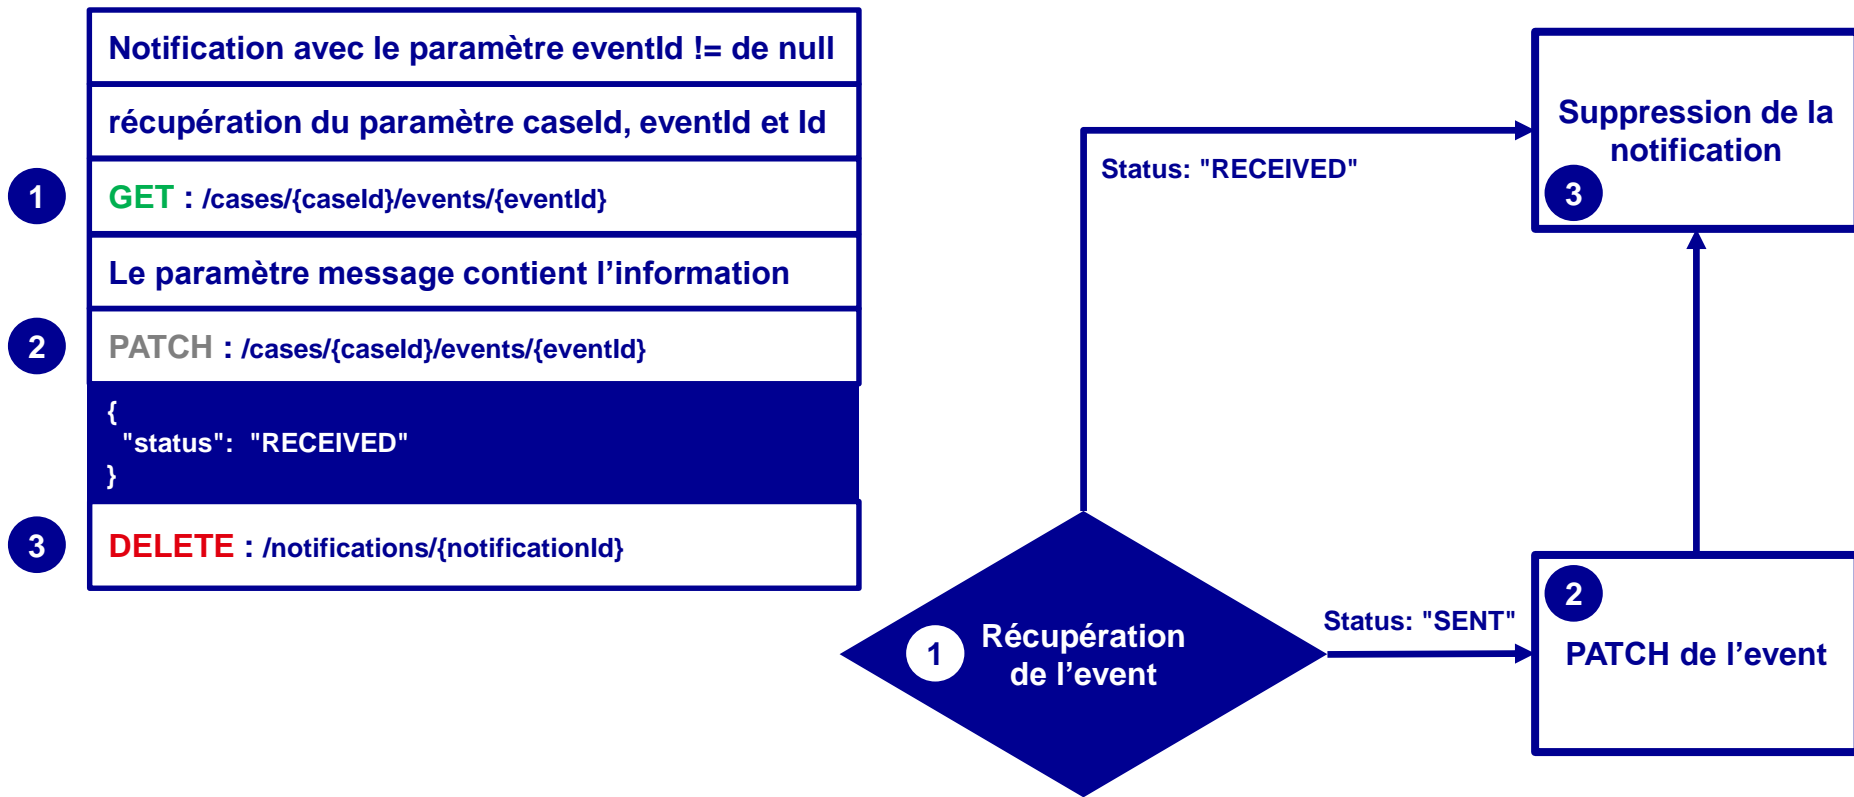 Notification avec le paramètre eventId != de null
récupération du paramètre caseId, eventId et Id
1
GET : /cases/{caseId}/events/{eventId}
Le paramètre message contient l’information
2
PATCH : /cases/{caseId}/events/{eventId}
{
"status": "RECEIVED"
}
3
DELETE : /notifications/{notificationId}
Status: "RECEIVED"
Suppression de la
notification
3
1
Récupération
de l’event
Status: "SENT"
2
PATCH de l’event